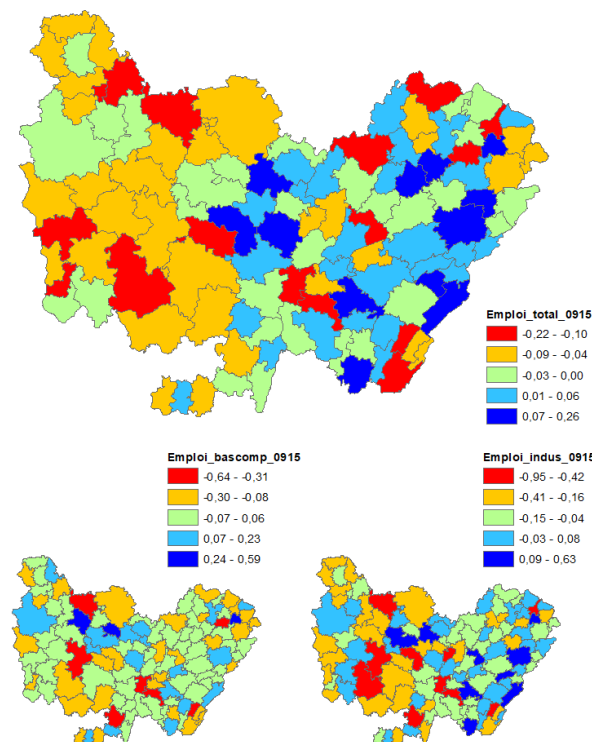 Emploi_total_0915
-0,22 - -0,10
-0,09 - -0,04
-0,03 - 0,00
0,01 - 0,06
0,07 - 0,26
Emploi_bascomp_0915
-0,64 - -0,31
-0,30 - -0,08
-0,07 - 0,06
0,07 - 0,23
0,24 - 0,59
Emploi_indus_0915
-0,95 - -0,42
-0,41 - -0,16
-0,15 - -0,04
-0,03 - 0,08
0,09 - 0,63